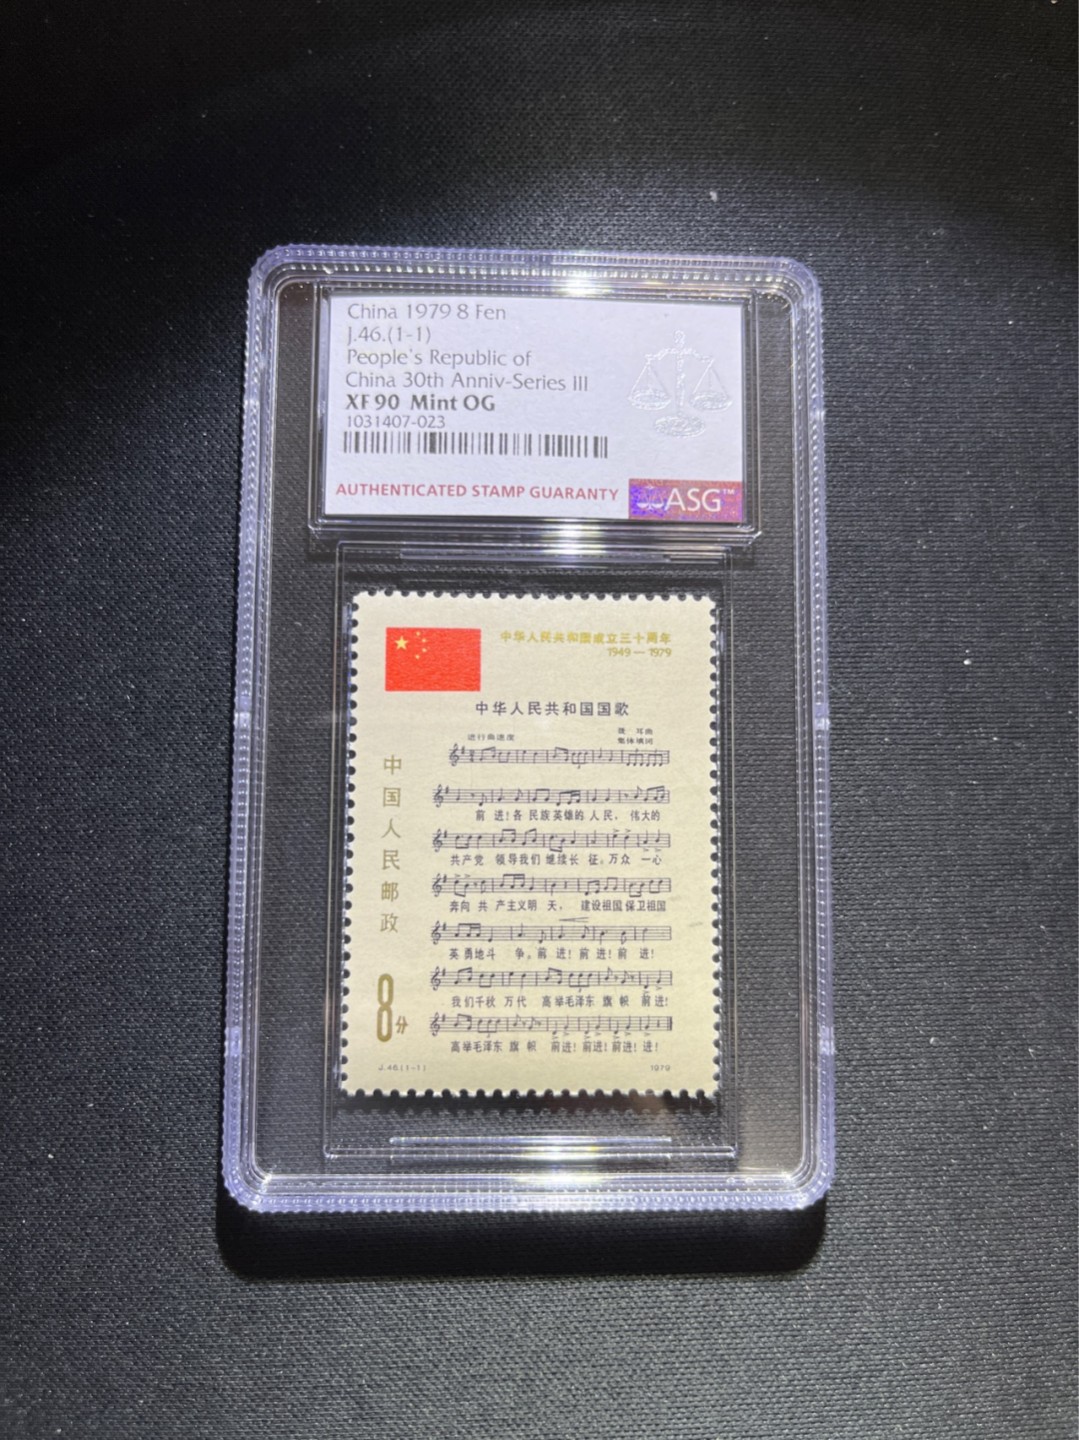 China 1979 8 Fen
J.46.(1-1)
People's Republic of
China 30th Anniv-Series III
XF 90 Mint OG
1031407-023
AUTHENTICATED STAMP GUARANTY
ASG™
中华人民共和国成立三十周年
1949—1979
中华人民共和国国歌
进行曲速度
聂 耳曲
集体填词
前 进！各 民族英雄的 人 民， 伟大的
共产党 领导我们 继续长 征。万众 一心
奔向 共 产主义明 天， 建设祖国 保卫祖国
英 勇地斗 争。前 进！前 进！前 进！
我们千秋 万代 高举毛泽东 旗 帜 前进！
高举毛泽东 旗 帜 前进！前进！前进！进！
中国人民邮政
8分
J.46.(1-1)
1979